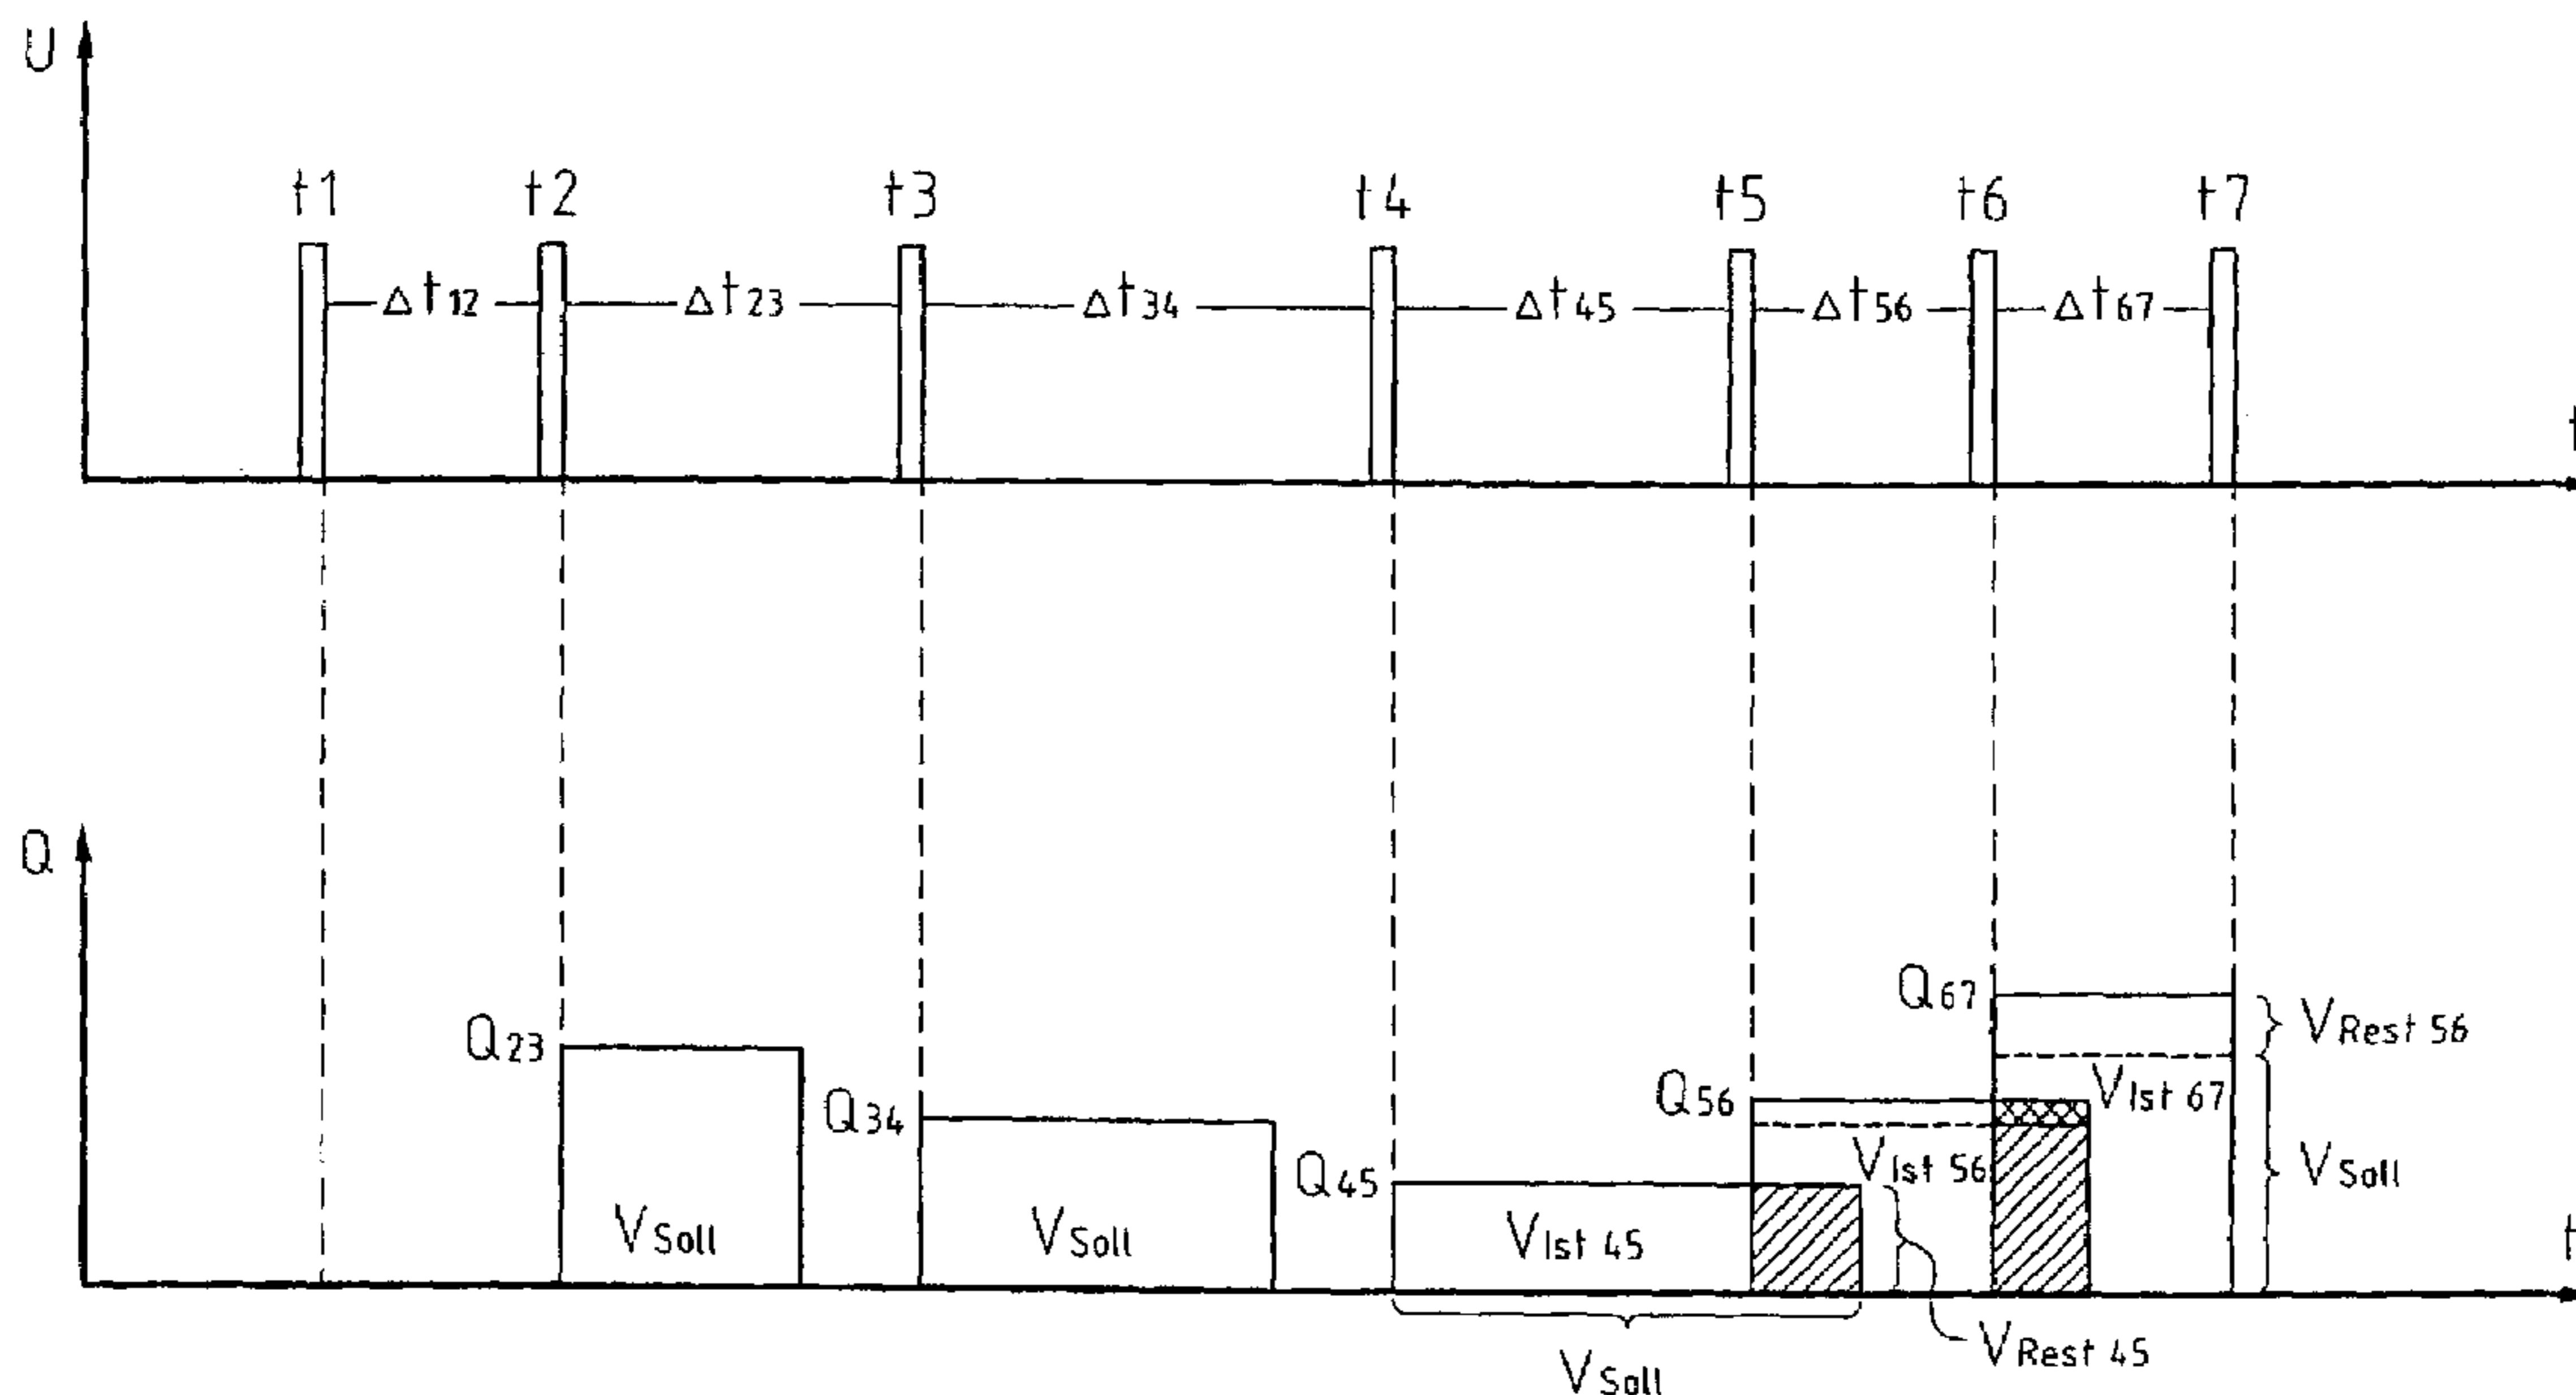 U
t1 t2 t3 t4 t5 t6 t7
Δt12 Δt23 Δt34 Δt45 Δt56 Δt67
t
Q
Q67
VRest 56
Q23
VIst 67
Q56
Q34
VIst 56
Q45
VSoll
VSoll
VSoll
VIst 45
t
VRest 45
VSoll